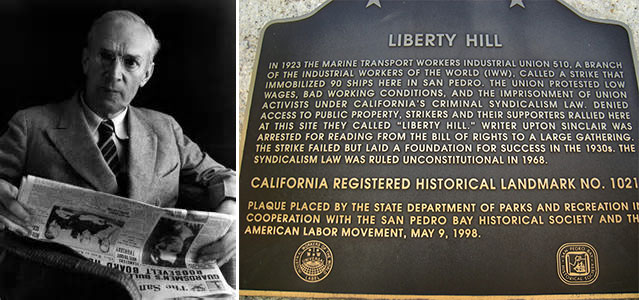 GUARDSMEN'S BUL
ROOSEVELT
BOARD
The San
LIBERTY HILL
IN 1923 THE MARINE TRANSPORT WORKERS INDUSTRIAL UNION 510, A BRANCH
OF THE INDUSTRIAL WORKERS OF THE WORLD (IWW), CALLED A STRIKE THAT
IMMOBILIZED 90 SHIPS HERE IN SAN PEDRO. THE UNION PROTESTED LOW
WAGES, BAD WORKING CONDITIONS, AND THE IMPRISONMENT OF UNION
ACTIVISTS UNDER CALIFORNIA'S CRIMINAL SYNDICALISM LAW. DENIED
ACCESS TO PUBLIC PROPERTY, STRIKERS AND THEIR SUPPORTERS RALLIED HERE
AT THIS SITE THEY CALLED "LIBERTY HILL." WRITER UPTON SINCLAIR WAS
ARRESTED FOR READING FROM THE BILL OF RIGHTS TO A LARGE GATHERING.
THE STRIKE FAILED BUT LAID A FOUNDATION FOR SUCCESS IN THE 1930s. THE
SYNDICALISM LAW WAS RULED UNCONSTITUTIONAL IN 1968.
CALIFORNIA REGISTERED HISTORICAL LANDMARK NO. 1021
PLAQUE PLACED BY THE STATE DEPARTMENT OF PARKS AND RECREATION IN
COOPERATION WITH THE SAN PEDRO BAY HISTORICAL SOCIETY AND TH
AMERICAN LABOR MOVEMENT, MAY 9, 1998.